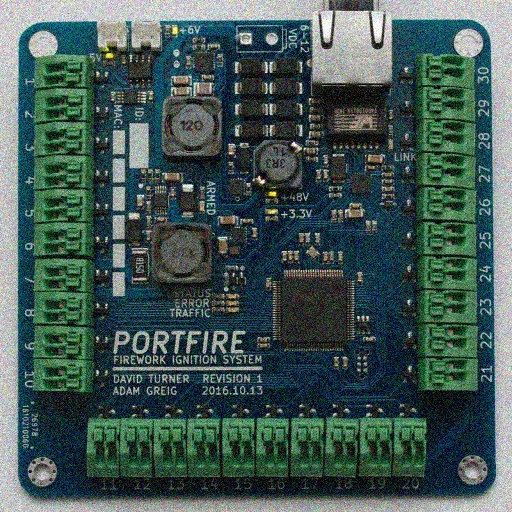 +6V
6-12
VDC
5V
ID:
MAC:
120
3R3
LINK
ARMED
+48V
+3.3V
R50
STATUS
ERROR
TRAFFIC
PORTFIRE
FIREWORK IGNITION SYSTEM
DAVID TURNER REVISION 1
ADAM GREIG 2016.10.13
1
2
3
4
5
6
7
8
9
10
30
29
28
27
26
25
24
23
22
21
11 12 13 14 15 16 17 18 19 20